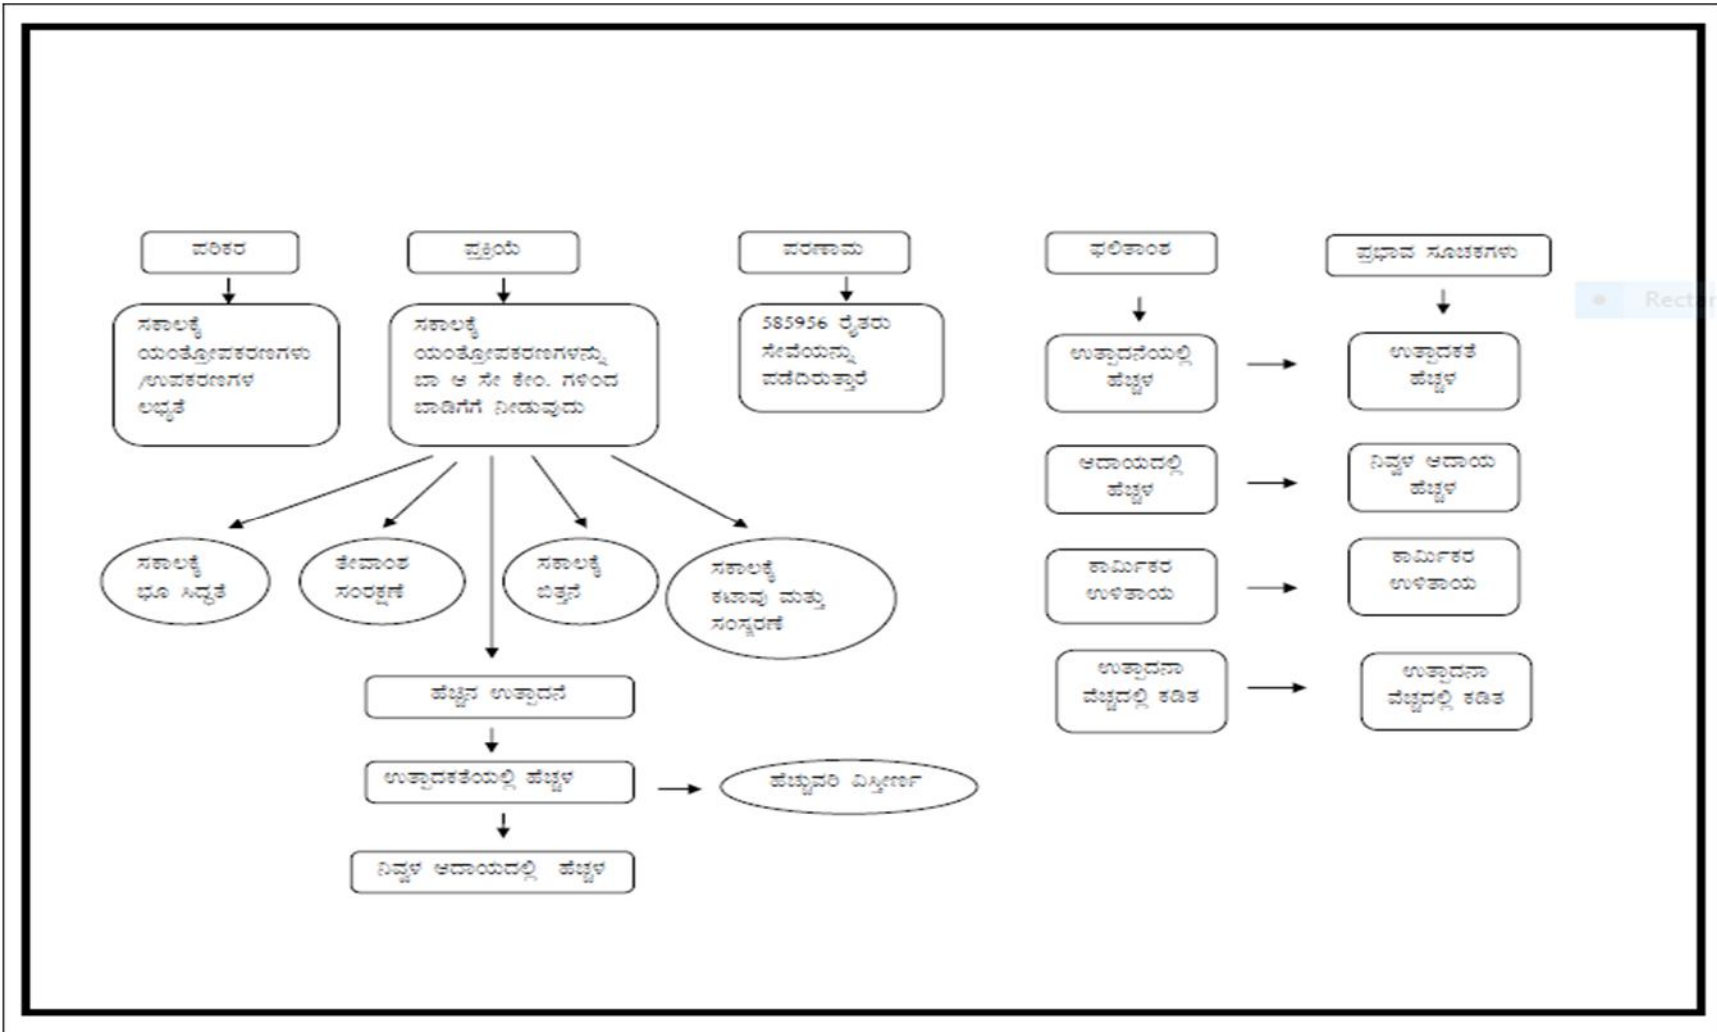 ಪರಿಕರ
ಪ್ರಕ್ರಿಯೆ
ಪರಣಾಮ
ಫಲಿತಾಂಶ
ಪ್ರಭಾವ ಸೂಚಕಗಳು
ಸಕಾಲಕ್ಕೆ
ಯಂತ್ರೋಪಕರಣಗಳು
/ಉಪಕರಣಗಳ
ಲಭ್ಯತೆ
ಸಕಾಲಕ್ಕೆ
ಯಂತ್ರೋಪಕರಣಗಳನ್ನು
ಬಾ ಆ ಸೇ ಕೇಂ. ಗಳಿಂದ
ಬಾಡಿಗೆಗೆ ನೀಡುವುದು
585956 ರೈತರು
ಸೇವೆಯನ್ನು
ಪಡೆದಿರುತ್ತಾರೆ
ಉತ್ಪಾದನೆಯಲ್ಲಿ
ಹೆಚ್ಚಳ
ಉತ್ಪಾದಕತೆ
ಹೆಚ್ಚಳ
ಆದಾಯದಲ್ಲಿ
ಹೆಚ್ಚಳ
ನಿವ್ವಳ ಆದಾಯ
ಹೆಚ್ಚಳ
ಕಾರ್ಮಿಕರ
ಉಳಿತಾಯ
ಕಾರ್ಮಿಕರ
ಉಳಿತಾಯ
ಉತ್ಪಾದನಾ
ವೆಚ್ಚದಲ್ಲಿ ಕಡಿತ
ಉತ್ಪಾದನಾ
ವೆಚ್ಚದಲ್ಲಿ ಕಡಿತ
ಸಕಾಲಕ್ಕೆ
ಭೂ ಸಿದ್ಧತೆ
ತೇವಾಂಶ
ಸಂರಕ್ಷಣೆ
ಸಕಾಲಕ್ಕೆ
ಬಿತ್ತನೆ
ಸಕಾಲಕ್ಕೆ
ಕಟಾವು ಮತ್ತು
ಸಂಸ್ಕರಣೆ
ಹೆಚ್ಚಿನ ಉತ್ಪಾದನೆ
ಉತ್ಪಾದಕತೆಯಲ್ಲಿ ಹೆಚ್ಚಳ
ಹೆಚ್ಚುವರಿ ವಿಸ್ತೀರ್ಣ
ನಿವ್ವಳ ಆದಾಯದಲ್ಲಿ ಹೆಚ್ಚಳ